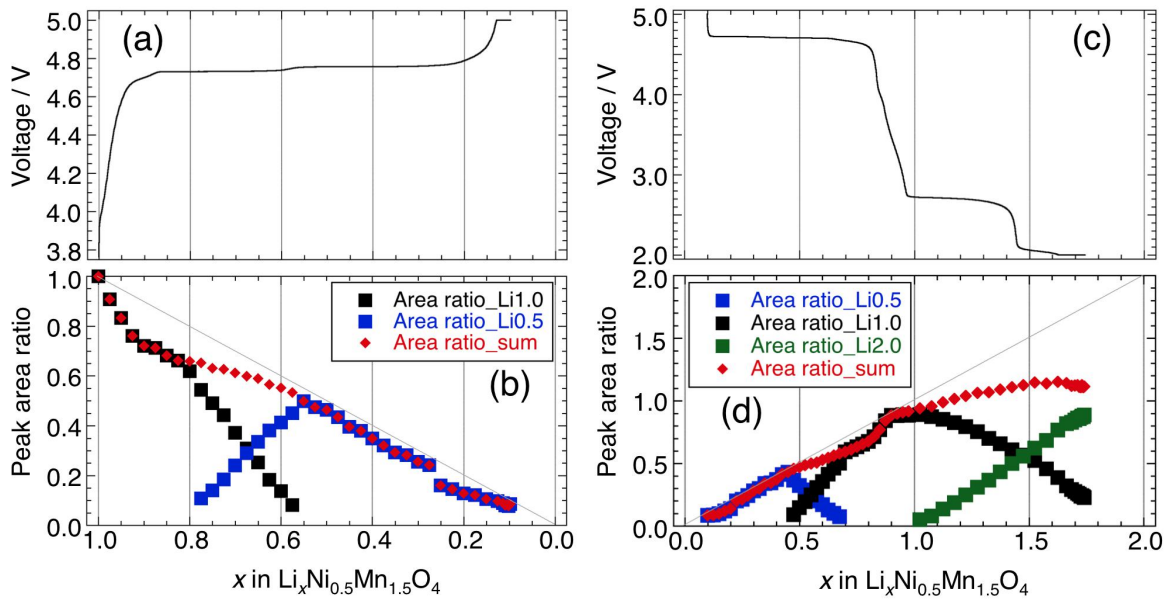 (a)
Voltage / V
5.0
4.8
4.6
4.4
4.2
4.0
3.8
(b)
Peak area ratio
1.0
0.8
0.6
0.4
0.2
0.0
Area ratio_Li1.0
Area ratio_Li0.5
Area ratio_sum
1.0 0.8 0.6 0.4 0.2 0.0
x in LiₓNi₀.₅Mn₁.₅O₄
(c)
Voltage / V
5.0
4.0
3.0
2.0
(d)
Peak area ratio
2.0
1.5
1.0
0.5
0.0
Area ratio_Li0.5
Area ratio_Li1.0
Area ratio_Li2.0
Area ratio_sum
0.0 0.5 1.0 1.5 2.0
x in LiₓNi₀.₅Mn₁.₅O₄